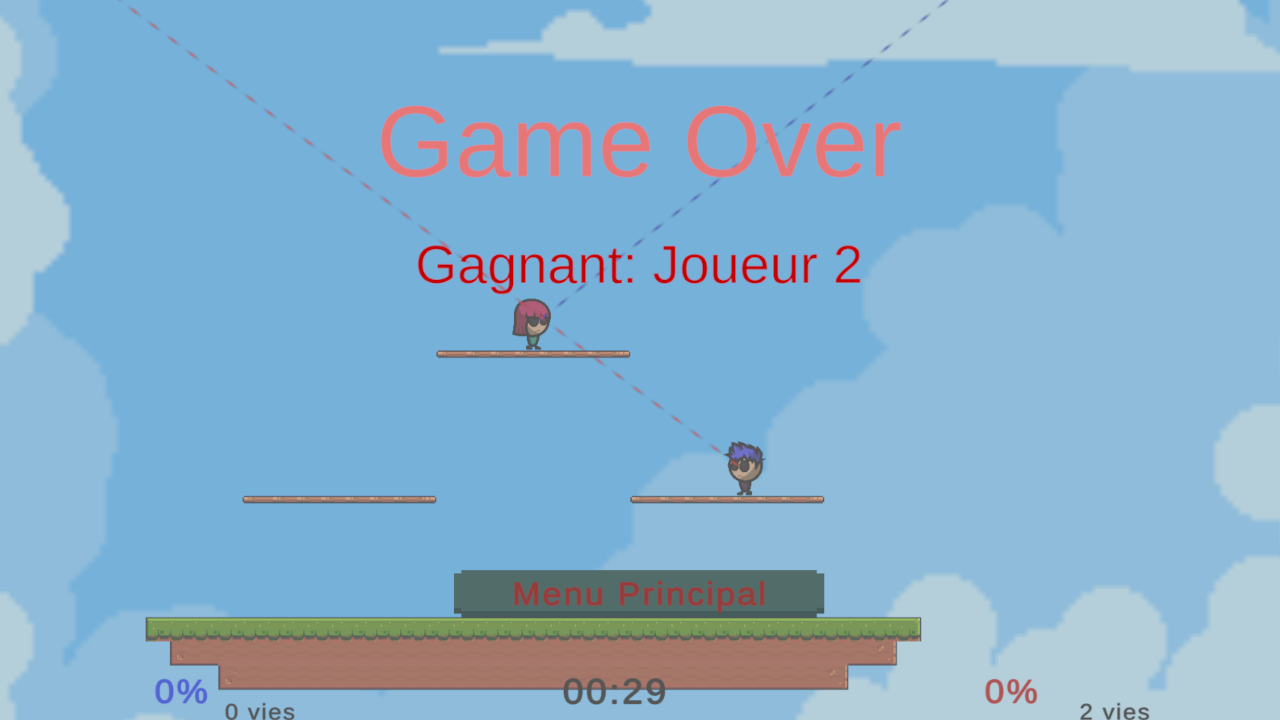 Game Over
Gagnant: Joueur 2
Menu Principal
0% 00:29 0%
0 vies 2 vies